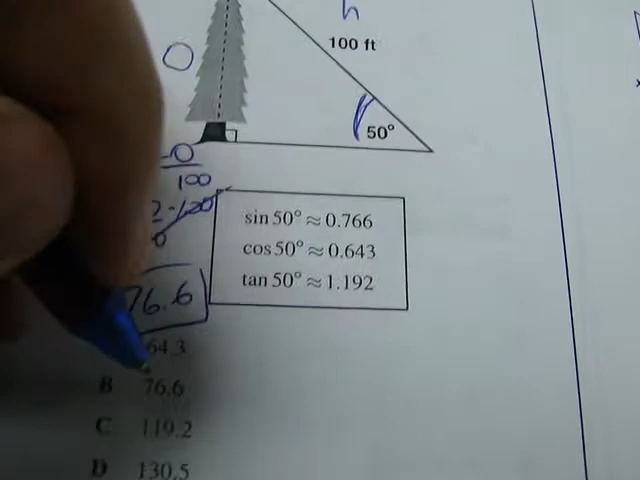 h
100 ft
O
50°
O
100
sin 50° ≈ 0.766
cos 50° ≈ 0.643
tan 50° ≈ 1.192
76.6
64.3
B 76.6
C 119.2
D 130.5